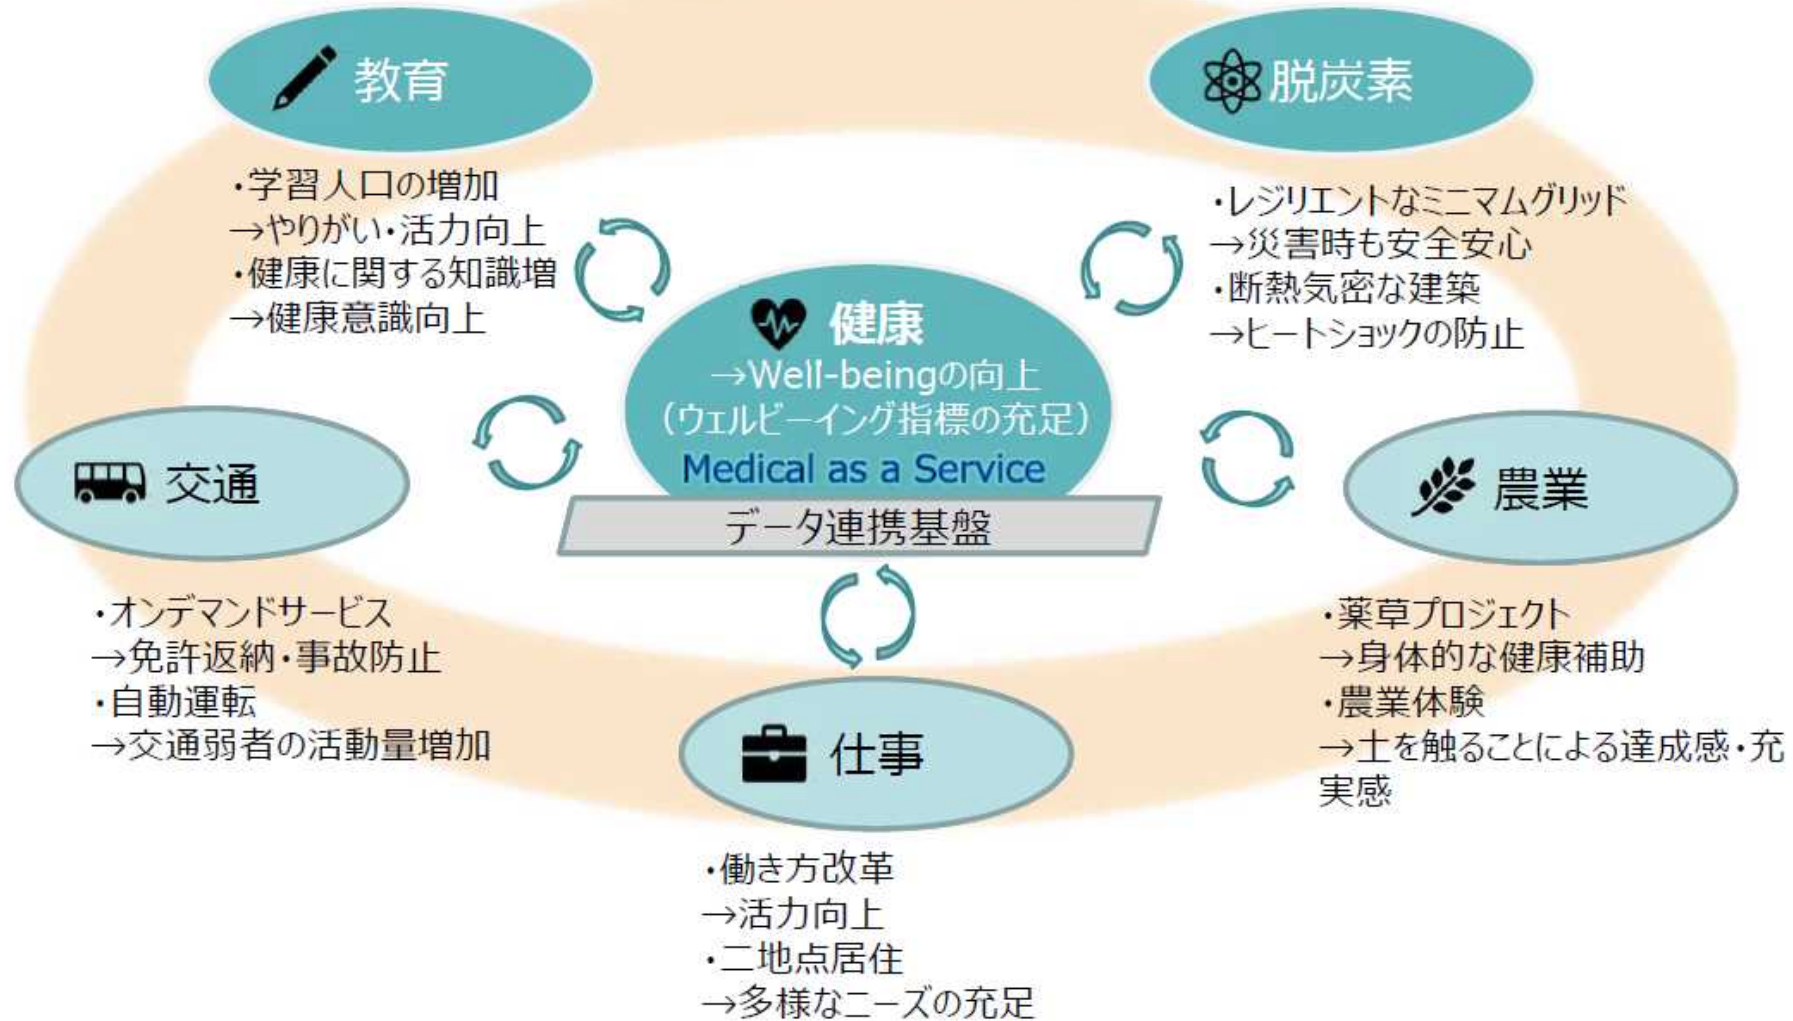 教育
脱炭素
・学習人口の増加
→やりがい・活力向上
・健康に関する知識増
→健康意識向上
・レジリエントなミニマムグリッド
→災害時も安全安心
・断熱気密な建築
→ヒートショックの防止
健康
→Well-beingの向上
（ウェルビーイング指標の充足）
Medical as a Service
データ連携基盤
交通
農業
・オンデマンドサービス
→免許返納・事故防止
・自動運転
→交通弱者の活動量増加
・薬草プロジェクト
→身体的な健康補助
・農業体験
→土を触ることによる達成感・充
実感
仕事
・働き方改革
→活力向上
・二地点居住
→多様なニーズの充足